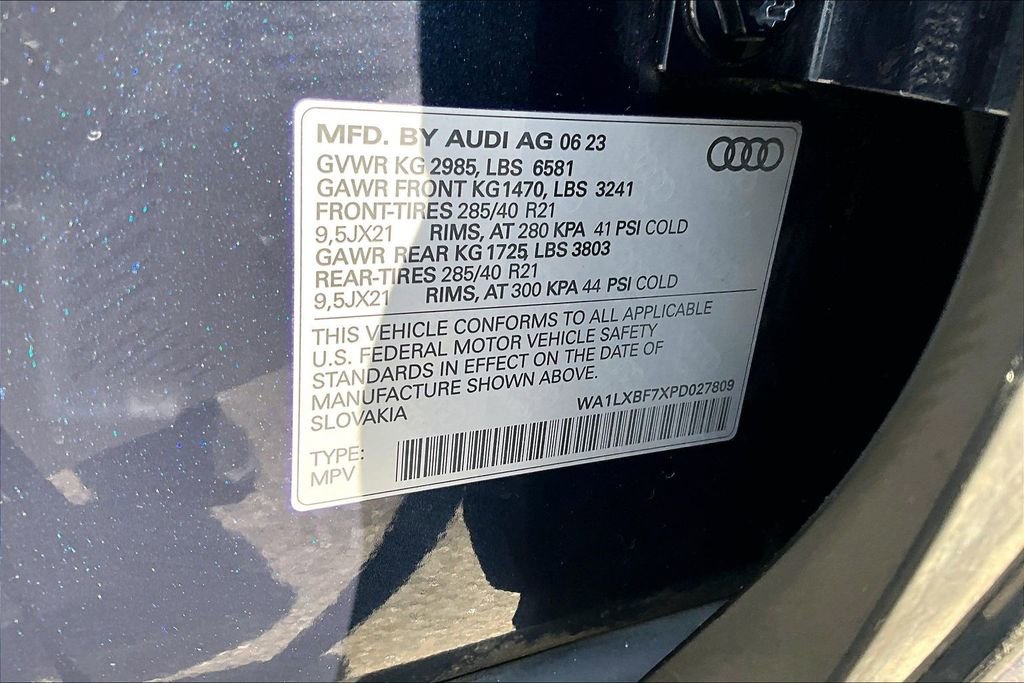 MFD. BY AUDI AG 06 23
GVWR KG 2985, LBS 6581
GAWR FRONT KG 1470, LBS 3241
FRONT-TIRES 285/40 R21
9,5JX21 RIMS, AT 280 KPA 41 PSI COLD
GAWR REAR KG 1725, LBS 3803
REAR-TIRES 285/40 R21
9,5JX21 RIMS, AT 300 KPA 44 PSI COLD
THIS VEHICLE CONFORMS TO ALL APPLICABLE
U.S. FEDERAL MOTOR VEHICLE SAFETY
STANDARDS IN EFFECT ON THE DATE OF
MANUFACTURE SHOWN ABOVE.
SLOVAKIA
WA1LXBF7XPD027809
TYPE:
MPV